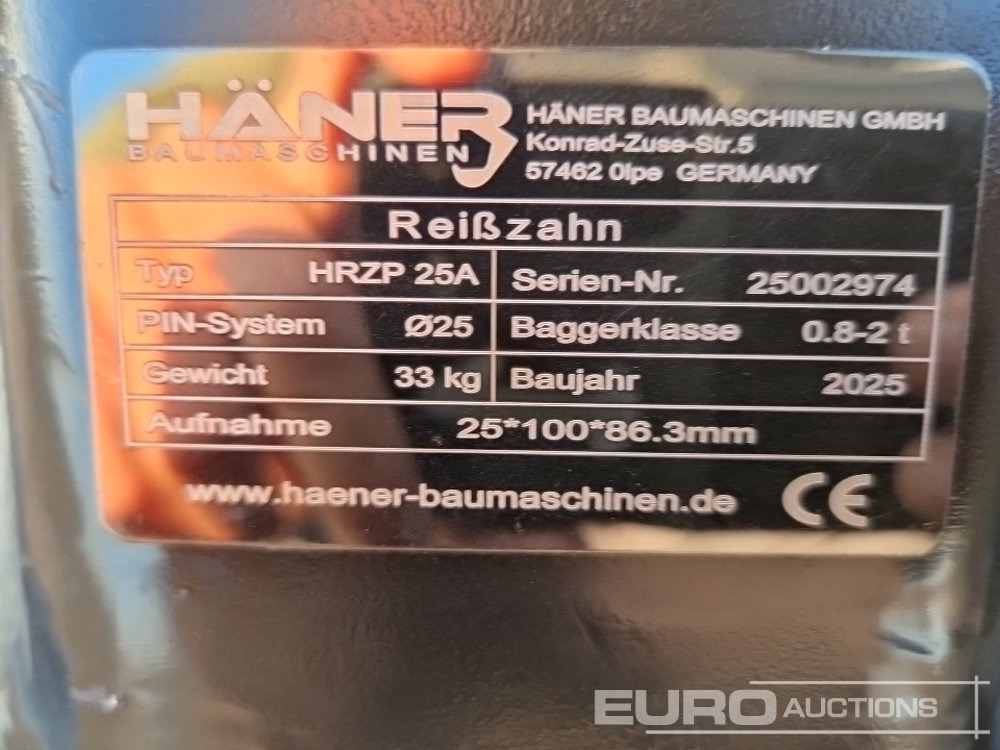 HÄNER
BAUMASCHINEN
HÄNER BAUMASCHINEN GMBH
Konrad-Zuse-Str.5
57462 Olpe GERMANY
Reißzahn
Typ HRZP 25A Serien-Nr. 25002974
PIN-System Ø25 Baggerklasse 0.8-2 t
Gewicht 33 kg Baujahr 2025
Aufnahme 25*100*86.3mm
www.haener-baumaschinen.de CE
EURO AUCTIONS